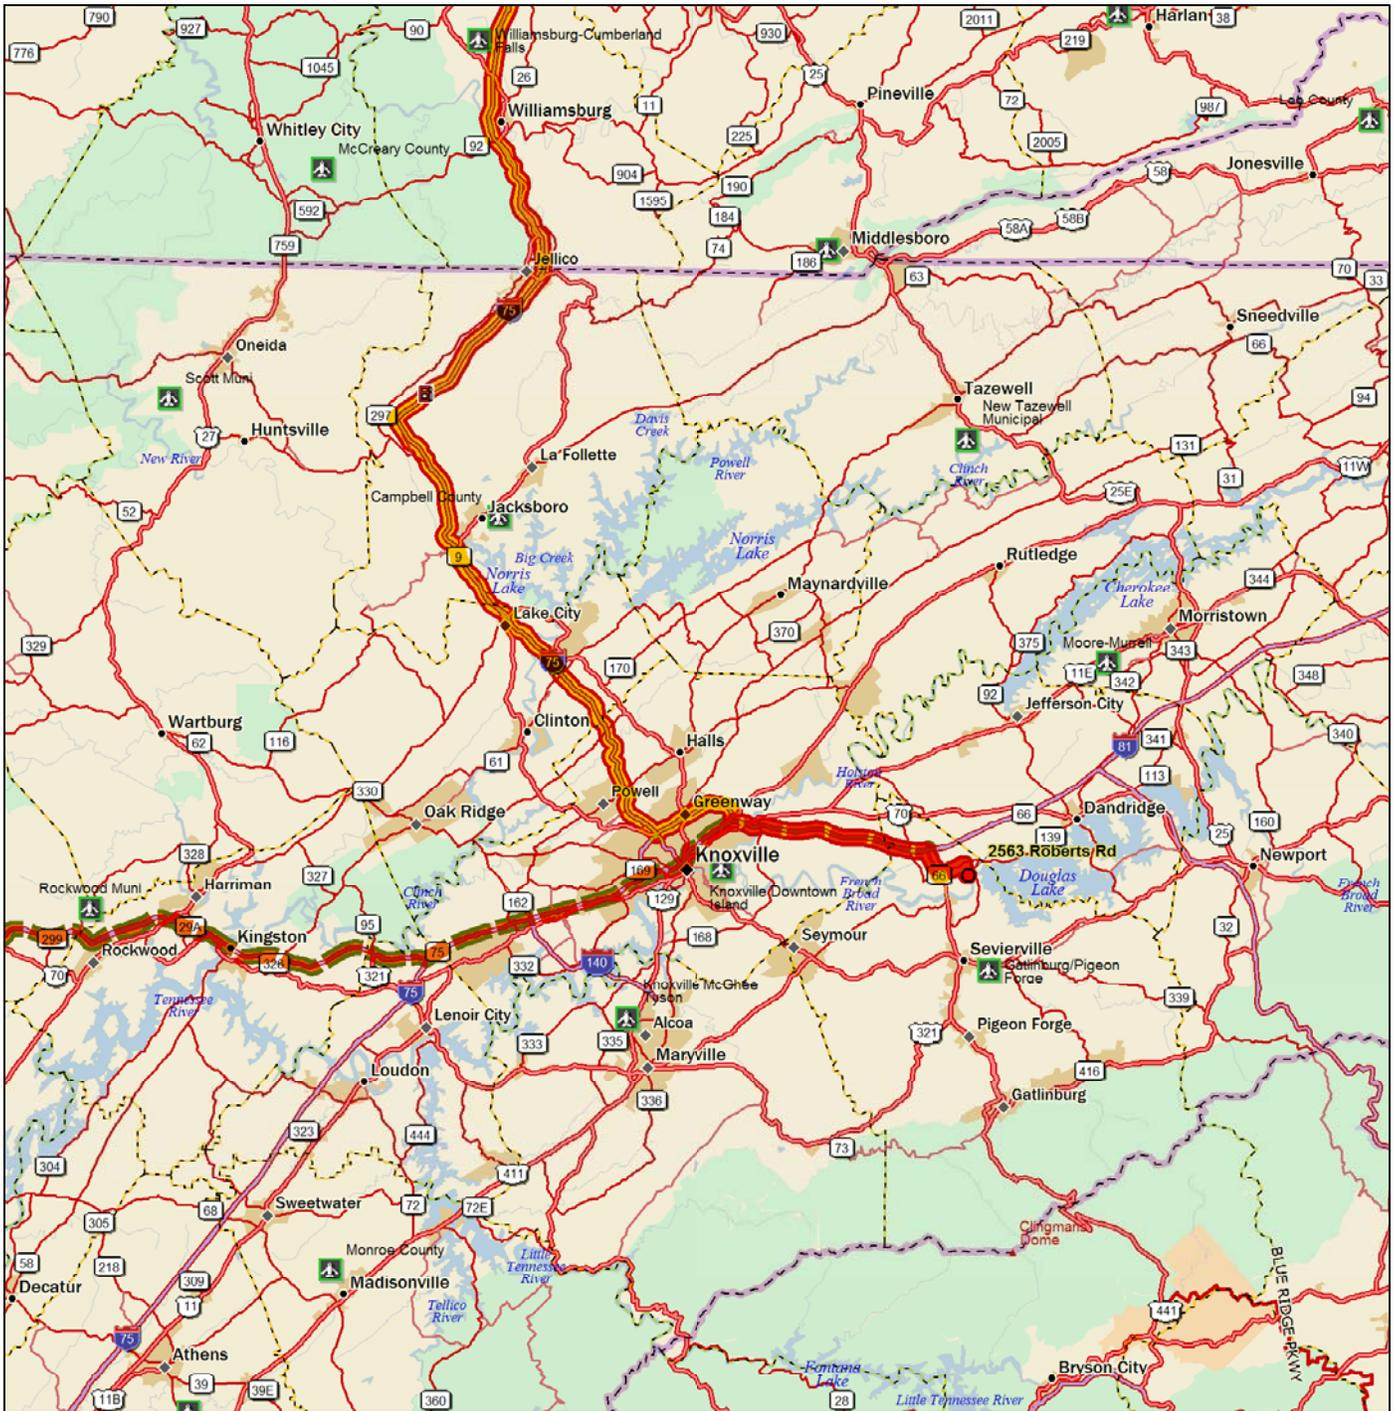 790
927
90
Williamsburg-Cumberland
Falls
930
2011
Harlan
38
776
1045
26
25
219
Williamsburg
11
Pineville
72
987
Lee County
Whitley City
McCreary County
92
225
2005
904
190
58
Jonesville
592
1595
184
58A
58B
759
74
Middlesboro
186
Jellico
63
70
33
75
Oneida
Sneedville
66
Scott Muni
Tazewell
New Tazewell
Municipal
94
297
27
Huntsville
Davis
Creek
New River
La Follette
Powell
River
Clinch
River
131
11W
31
Campbell County
Jacksboro
25E
52
9
Big Creek
Norris
Lake
Norris
Lake
Rutledge
Maynardville
Cherokee
Lake
344
Lake City
Morristown
329
370
375
Moore-Murrell
343
75
170
11E
342
348
92
Jefferson City
Wartburg
62
116
Clinton
Halls
81
341
340
61
Holston
River
113
330
Powell
Greenway
Oak Ridge
70
66
Dandridge
139
160
25
328
Knoxville
2563 Roberts Rd
Newport
Rockwood Muni
Harriman
327
169
66
Douglas
Lake
Clinch
River
162
129
Knoxville Downtown
Island
French
Broad
River
French
Broad
River
299
29A
95
Kingston
75
168
Seymour
32
Rockwood
326
321
332
140
Sevierville
Gatlinburg/Pigeon
Forge
70
Tennessee
River
75
Knoxville McGhee
Tyson
339
Lenoir City
333
335
Alcoa
321
Pigeon Forge
Maryville
Loudon
416
336
Gatlinburg
323
444
73
304
411
305
68
Sweetwater
72
72E
Clingmans
Dome
58
218
Monroe County
Little
Tennessee
River
Decatur
309
11
Madisonville
Tellico
River
441
BLUE RIDGE PKWY
75
Athens
Fontana
Lake
Bryson City
39
39E
11B
360
28
Little Tennessee River